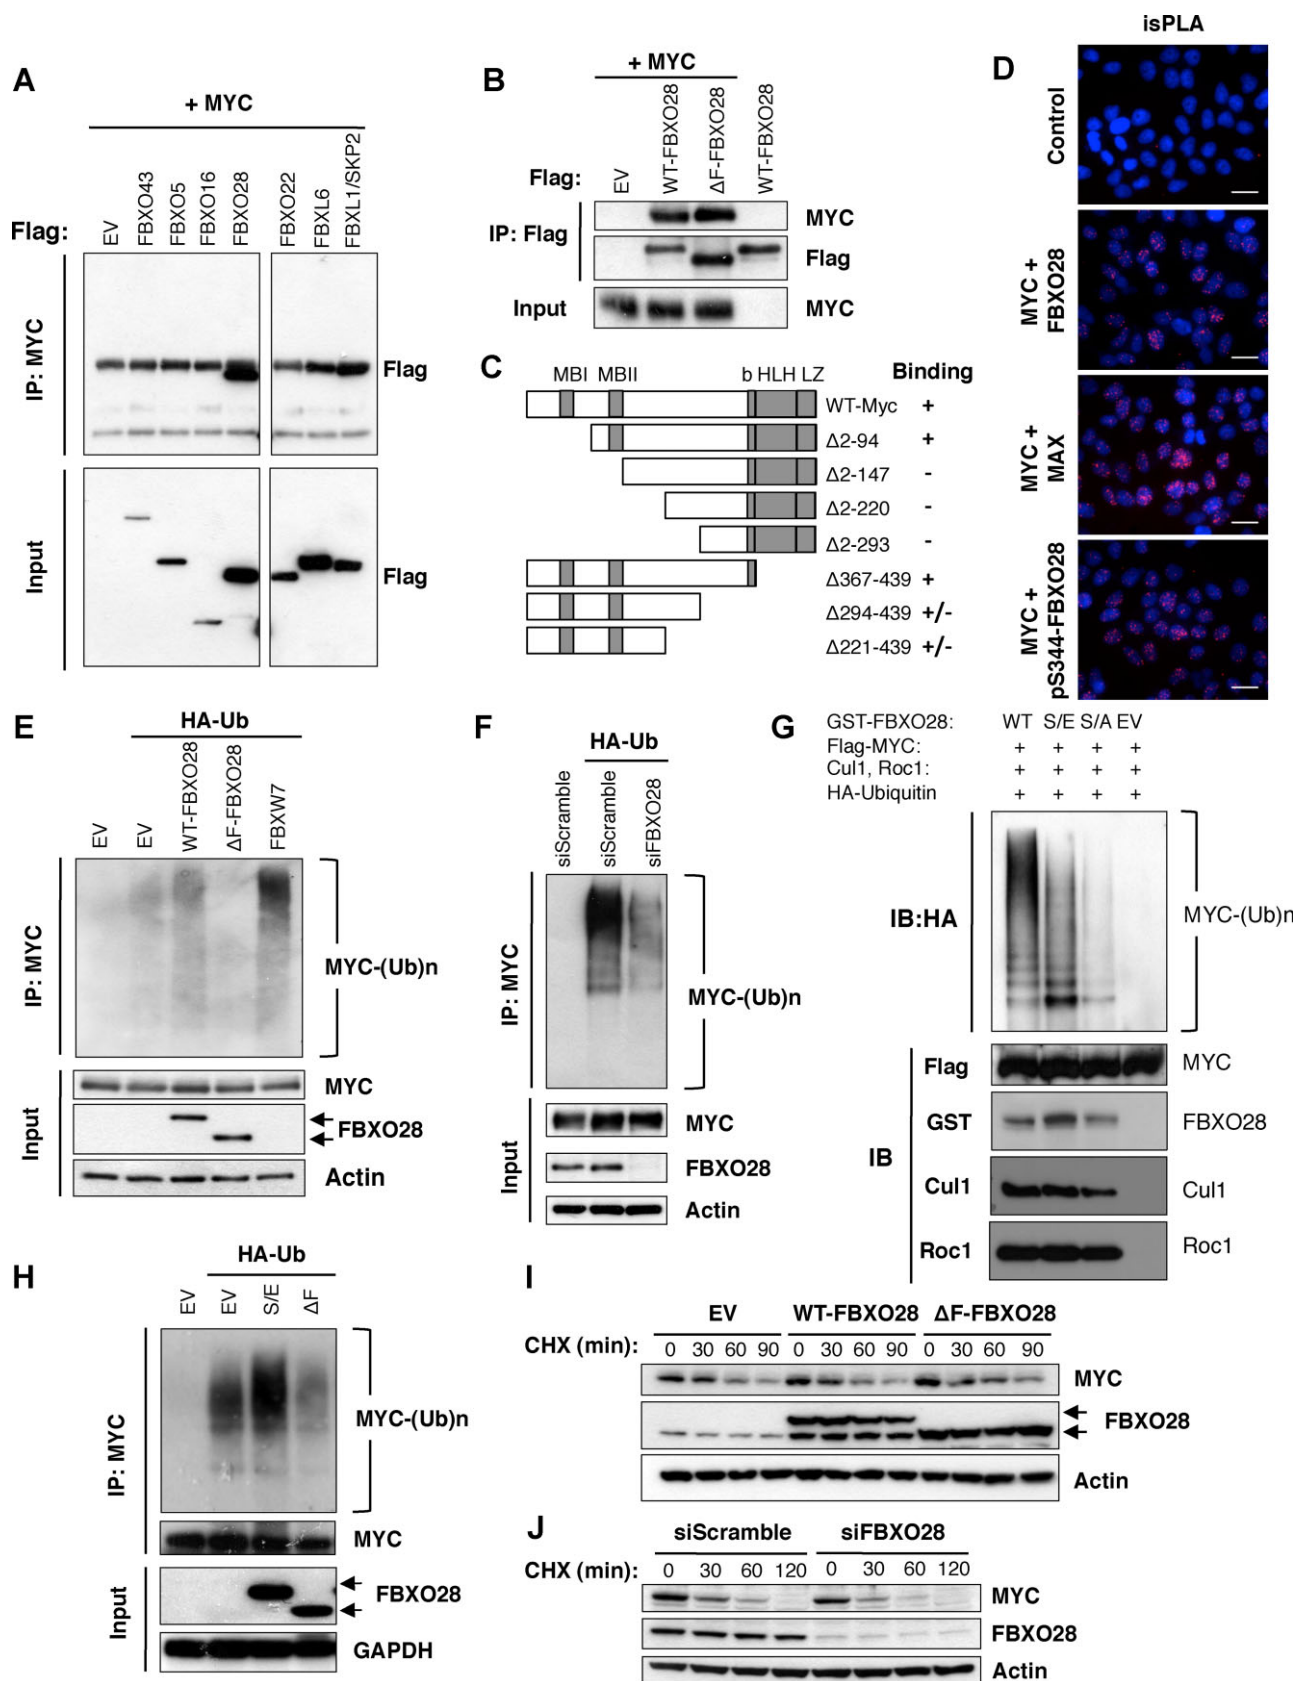 A
+ MYC
Flag:
EV
FBXO43
FBXO5
FBXO16
FBXO28
FBXO22
FBXL6
FBXL1/SKP2
IP: MYC
Flag
Input
Flag
B
+ MYC
Flag:
EV
WT-FBXO28
ΔF-FBXO28
WT-FBXO28
IP: Flag
MYC
Flag
Input
MYC
C
MBI MBII b HLH LZ Binding
WT-Myc +
Δ2-94 +
Δ2-147 -
Δ2-220 -
Δ2-293 -
Δ367-439 +
Δ294-439 +/-
Δ221-439 +/-
D
isPLA
Control
MYC +
FBXO28
MYC +
MAX
MYC +
pS344-FBXO28
E
HA-Ub
EV
EV
WT-FBXO28
ΔF-FBXO28
FBXW7
IP: MYC
MYC-(Ub)n
Input
MYC
FBXO28
Actin
F
HA-Ub
siScramble
siScramble
siFBXO28
IP: MYC
MYC-(Ub)n
Input
MYC
FBXO28
Actin
G
GST-FBXO28: WT S/E S/A EV
Flag-MYC: + + + +
Cul1, Roc1: + + + +
HA-Ubiquitin + + + +
IB:HA
MYC-(Ub)n
IB
Flag MYC
GST FBXO28
Cul1 Cul1
Roc1 Roc1
H
HA-Ub
EV
EV
S/E
ΔF
IP: MYC
MYC-(Ub)n
MYC
Input
FBXO28
GAPDH
I
EV WT-FBXO28 ΔF-FBXO28
CHX (min): 0 30 60 90 0 30 60 90 0 30 60 90
MYC
FBXO28
Actin
J
siScramble siFBXO28
CHX (min): 0 30 60 120 0 30 60 120
MYC
FBXO28
Actin